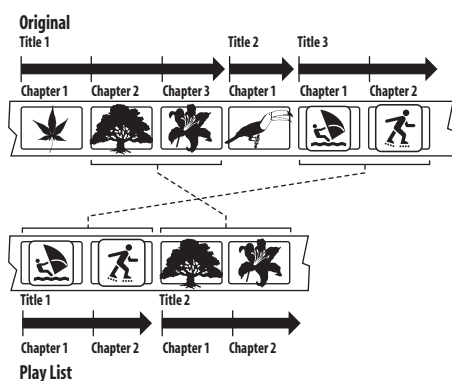 Original
Title 1 Title 2 Title 3
Chapter 1 Chapter 2 Chapter 3 Chapter 1 Chapter 1 Chapter 2
Title 1 Title 2
Chapter 1 Chapter 2 Chapter 1 Chapter 2
Play List